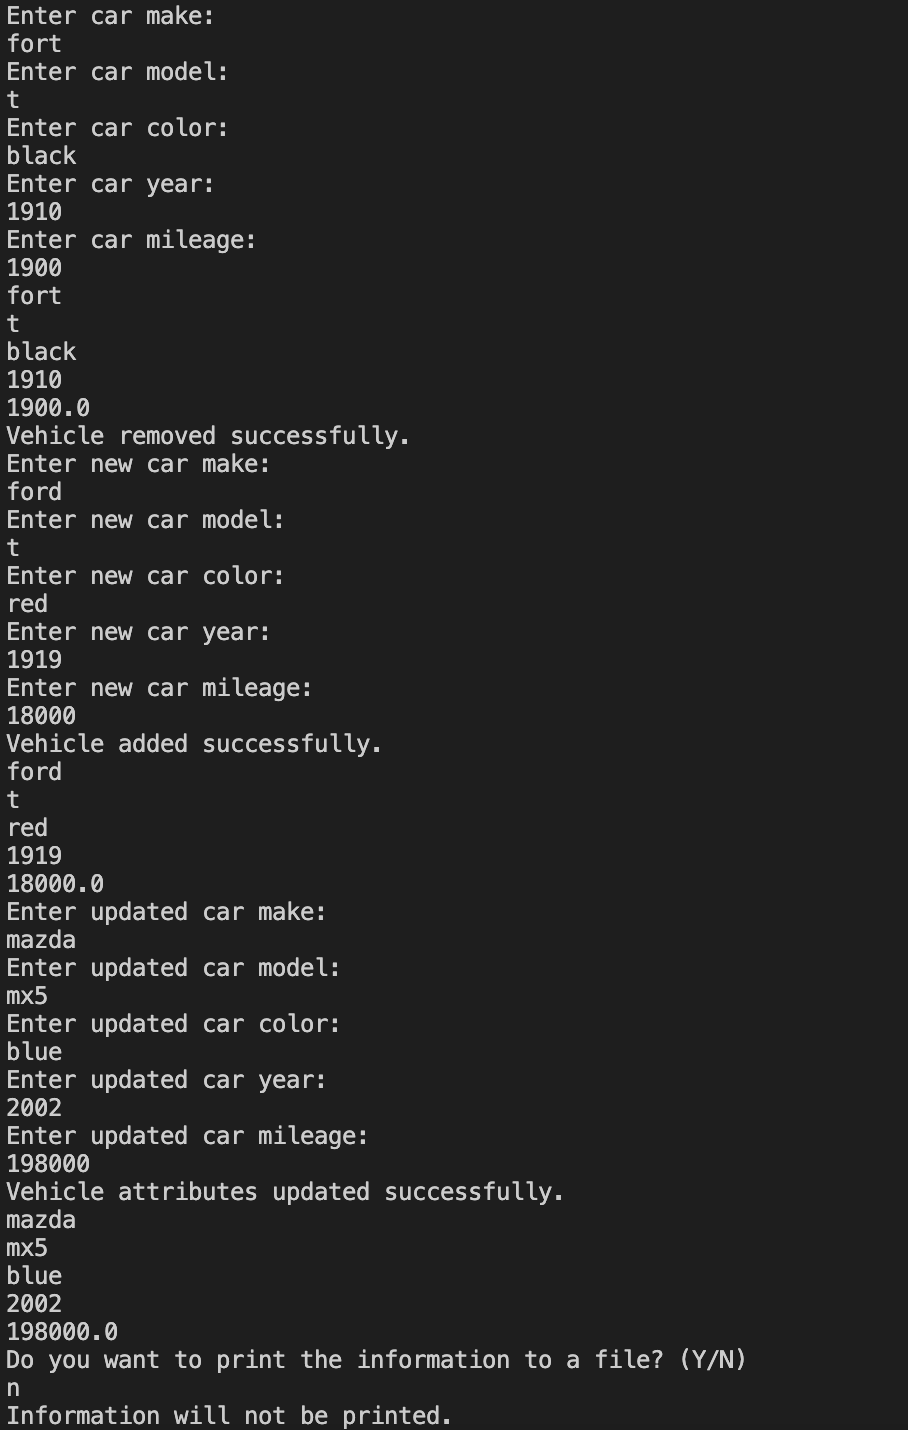 Enter car make:
fort
Enter car model:
t
Enter car color:
black
Enter car year:
1910
Enter car mileage:
1900
fort
t
black
1910
1900.0
Vehicle removed successfully.
Enter new car make:
ford
Enter new car model:
t
Enter new car color:
red
Enter new car year:
1919
Enter new car mileage:
18000
Vehicle added successfully.
ford
t
red
1919
18000.0
Enter updated car make:
mazda
Enter updated car model:
mx5
Enter updated car color:
blue
Enter updated car year:
2002
Enter updated car mileage:
198000
Vehicle attributes updated successfully.
mazda
mx5
blue
2002
198000.0
Do you want to print the information to a file? (Y/N)
n
Information will not be printed.